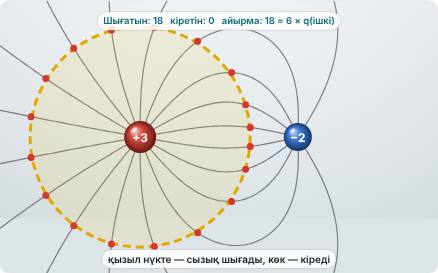 Шығатын: 18 кіретін: 0 айырма: 18 = 6 × q(ішкі)
+3
−2
қызыл нүкте — сызық шығады, көк — кіреді